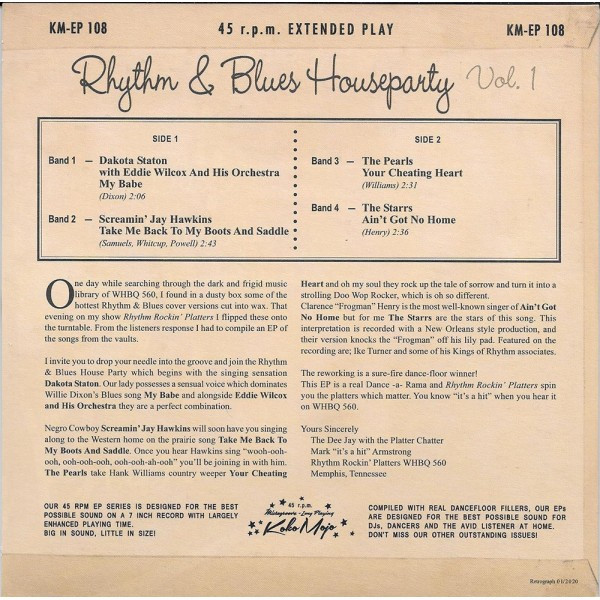 KM-EP 108
45 r.p.m. EXTENDED PLAY
KM-EP 108
Rhythm & Blues Houseparty Vol. 1
SIDE 1
Band 1 – Dakota Staton
with Eddie Wilcox And His Orchestra
My Babe
(Dixon) 2:06
Band 2 – Screamin' Jay Hawkins
Take Me Back To My Boots And Saddle
(Samuels, Whitcup, Powell) 2:43
SIDE 2
Band 3 – The Pearls
Your Cheating Heart
(Williams) 2:31
Band 4 – The Starrs
Ain't Got No Home
(Henry) 2:36
One day while searching through the dark and frigid music
library of WHBQ 560, I found in a dusty box some of the
hottest Rhythm & Blues cover versions cut into wax. That
evening on my show Rhythm Rockin' Platters I flipped these onto
the turntable. From the listeners response I had to compile an EP of
the songs from the vaults.
I invite you to drop your needle into the groove and join the Rhythm
& Blues House Party which begins with the singing sensation
Dakota Staton. Our lady possesses a sensual voice which dominates
Willie Dixon's Blues song My Babe and alongside Eddie Wilcox
and His Orchestra they are a perfect combination.
Negro Cowboy Screamin' Jay Hawkins will soon have you singing
along to the Western home on the prairie song Take Me Back To
My Boots And Saddle. Once you hear Hawkins sing “wooh-ooh-
ooh, ooh-ooh-ooh, ooh-ooh-ah-ooh” you'll be joining in with him.
The Pearls take Hank Williams country weeper Your Cheating
Heart and oh my soul they rock up the tale of sorrow and turn it into a
strolling Doo Wop Rocker, which is oh so different.
Clarence “Frogman” Henry is the most well-known singer of Ain't Got
No Home but for me The Starrs are the stars of this song. This
interpretation is recorded with a New Orleans style production, and
their version knocks the “Frogman” off his lily pad. Featured on the
recording are; Ike Turner and some of his Kings of Rhythm associates.
The reworking is a sure-fire dance-floor winner!
This EP is a real Dance -a- Rama and Rhythm Rockin' Platters spin
you the platters which matter. You know “it's a hit” when you hear it
on WHBQ 560.
Yours Sincerely
The Dee Jay with the Platter Chatter
Mark “it's a hit” Armstrong
Rhythm Rockin' Platters WHBQ 560
Memphis, Tennessee
OUR 45 RPM EP SERIES IS DESIGNED FOR THE BEST
POSSIBLE SOUND ON A 7 INCH RECORD WITH LARGELY
ENHANCED PLAYING TIME.
BIG IN SOUND, LITTLE IN SIZE!
45 r.p.m.
Microgroove - Long Playing
Koko Mojo
COMPILED WITH REAL DANCEFLOOR FILLERS, OUR EPs
ARE DESIGNED FOR THE BEST POSSIBLE SOUND FOR
DJs, DANCERS AND THE AVID LISTENER AT HOME.
DON'T MISS OUR OTHER OUTSTANDING ISSUES!
Retrograph 01/2020